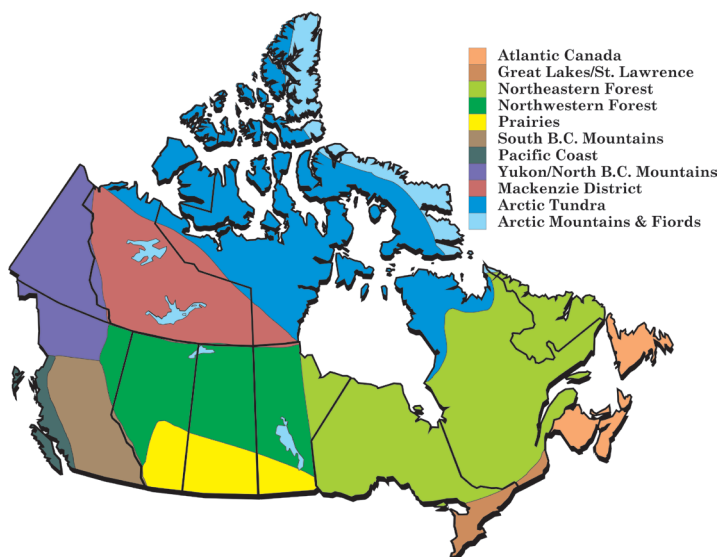 Atlantic Canada
Great Lakes/St. Lawrence
Northeastern Forest
Northwestern Forest
Prairies
South B.C. Mountains
Pacific Coast
Yukon/North B.C. Mountains
Mackenzie District
Arctic Tundra
Arctic Mountains & Fiords